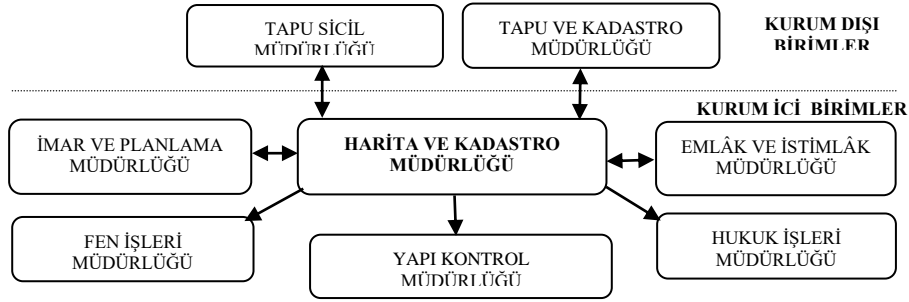 TAPU SİCİL
MÜDÜRLÜĞÜ
TAPU VE KADASTRO
MÜDÜRLÜĞÜ
KURUM DIŞI
BİRİMLER
KURUM İCİ BİRİMLER
İMAR VE PLANLAMA
MÜDÜRLÜĞÜ
HARİTA VE KADASTRO
MÜDÜRLÜĞÜ
EMLÂK VE İSTİMLÂK
MÜDÜRLÜĞÜ
FEN İŞLERİ
MÜDÜRLÜĞÜ
YAPI KONTROL
MÜDÜRLÜĞÜ
HUKUK İŞLERİ
MÜDÜRLÜĞÜ